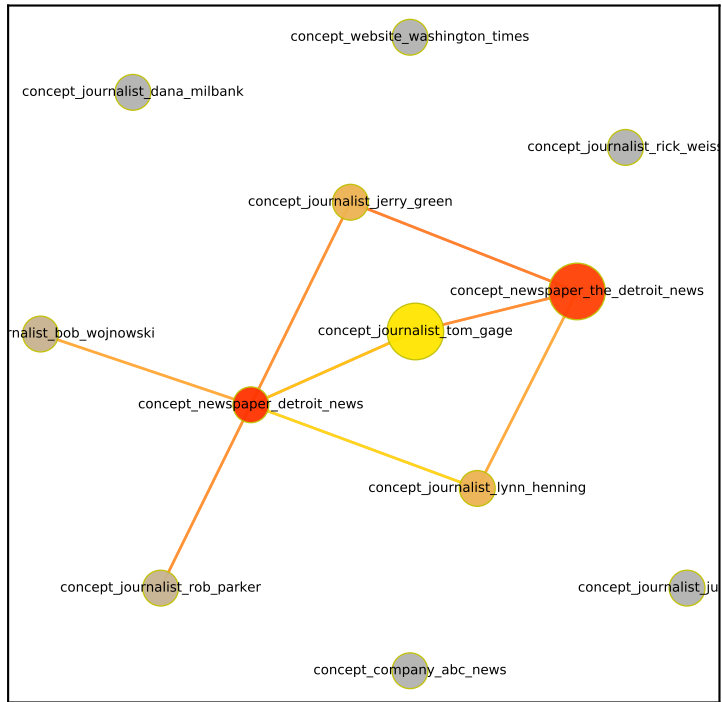 concept_website_washington_times
concept_journalist_dana_milbank
concept_journalist_rick_weiss
concept_journalist_jerry_green
concept_newspaper_the_detroit_news
concept_journalist_tom_gage
rnalist_bob_wojnowski
concept_newspaper_detroit_news
concept_journalist_lynn_henning
concept_journalist_rob_parker
concept_journalist_ju
concept_company_abc_news